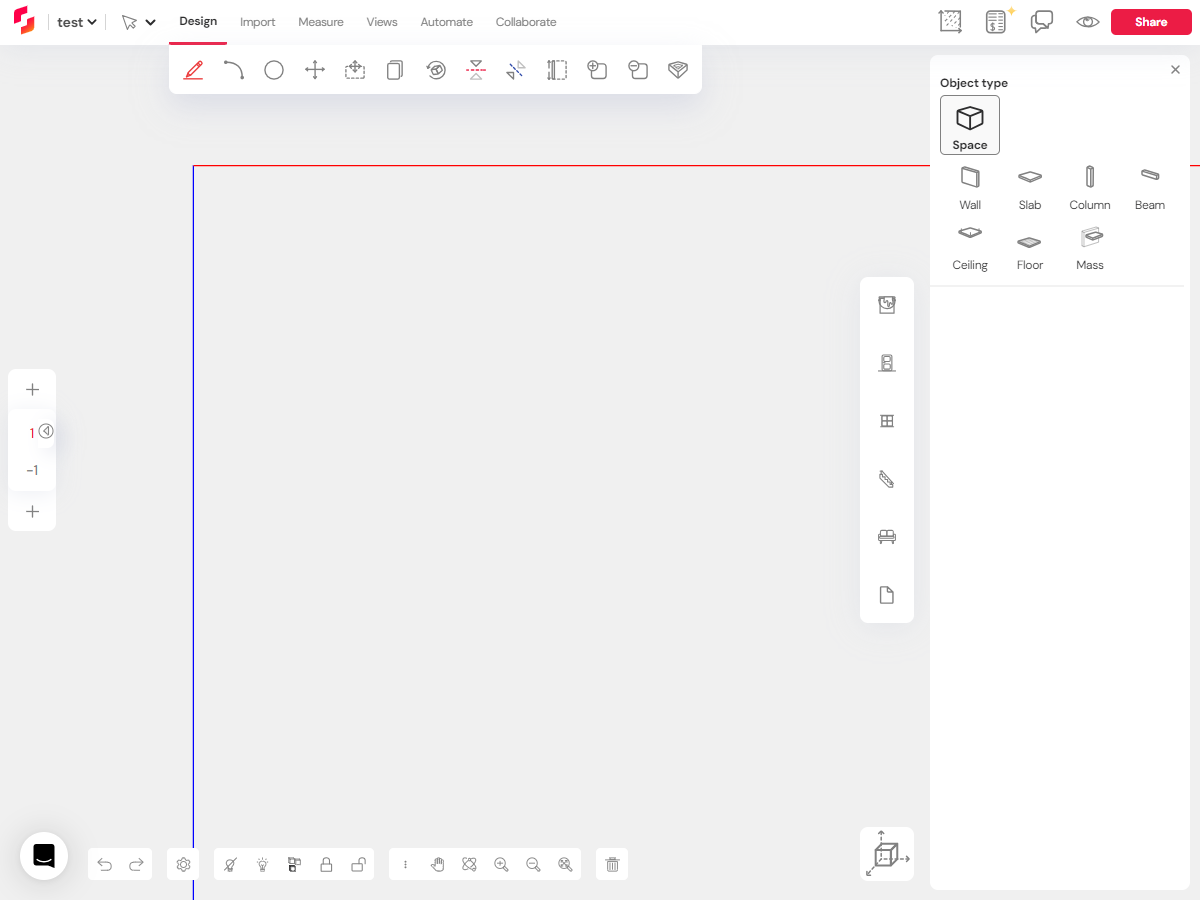 test
Design
Import
Measure
Views
Automate
Collaborate
Share
Object type
Space
Wall
Slab
Column
Beam
Ceiling
Floor
Mass
1
-1